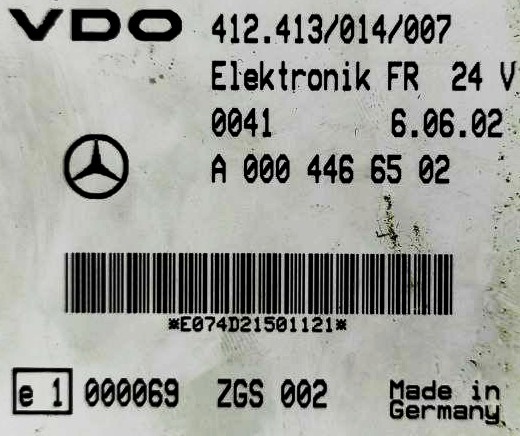 VDO 412.413/014/007
Elektronik FR 24 V
0041 6.06.02
A 000 446 65 02
*E074D21501121*
e 1 000069 ZGS 002 Made in
Germany